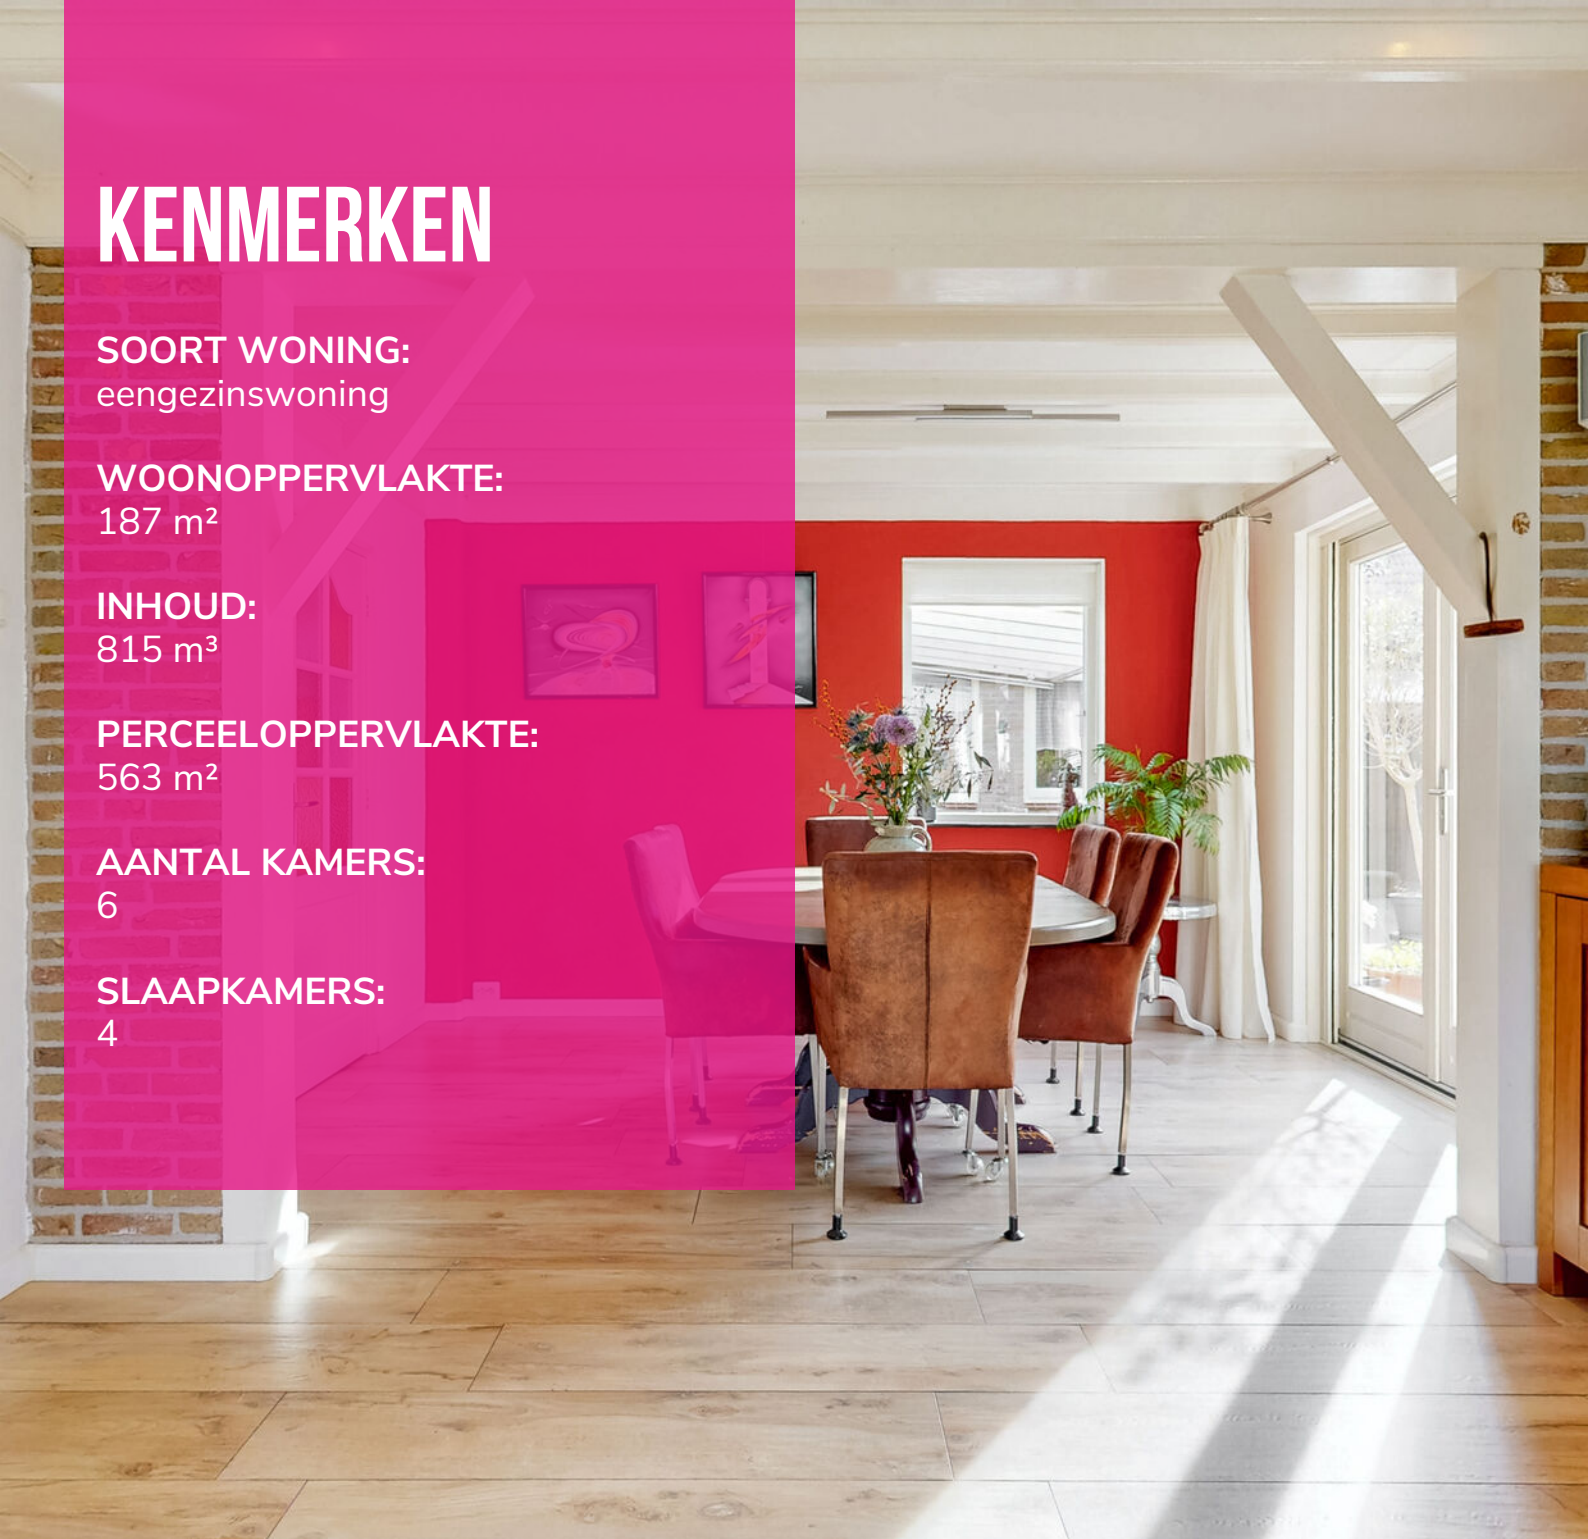 KENMERKEN
SOORT WONING:
eengezinswoning
WOONOPPERVLAKTE:
187 m²
INHOUD:
815 m³
PERCEELOPPERVLAKTE:
563 m²
AANTAL KAMERS:
6
SLAAPKAMERS:
4